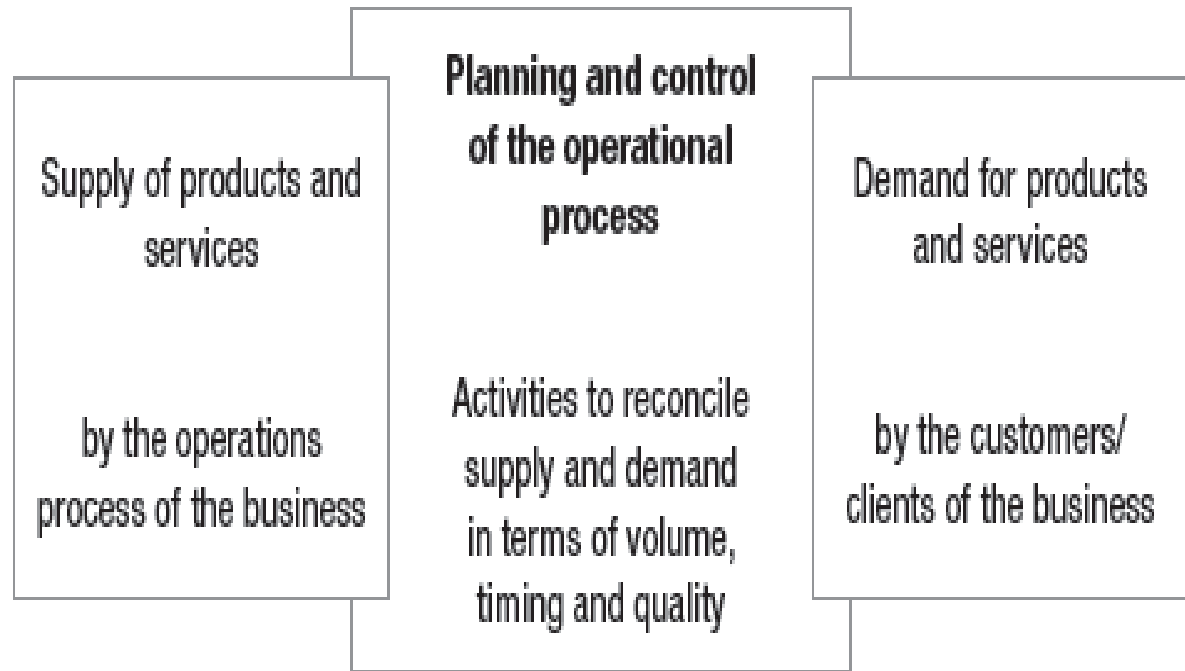 Supply of products and
services
by the operations
process of the business
Planning and control
of the operational
process
Activities to reconcile
supply and demand
in terms of volume,
timing and quality
Demand for products
and services
by the customers/
clients of the business